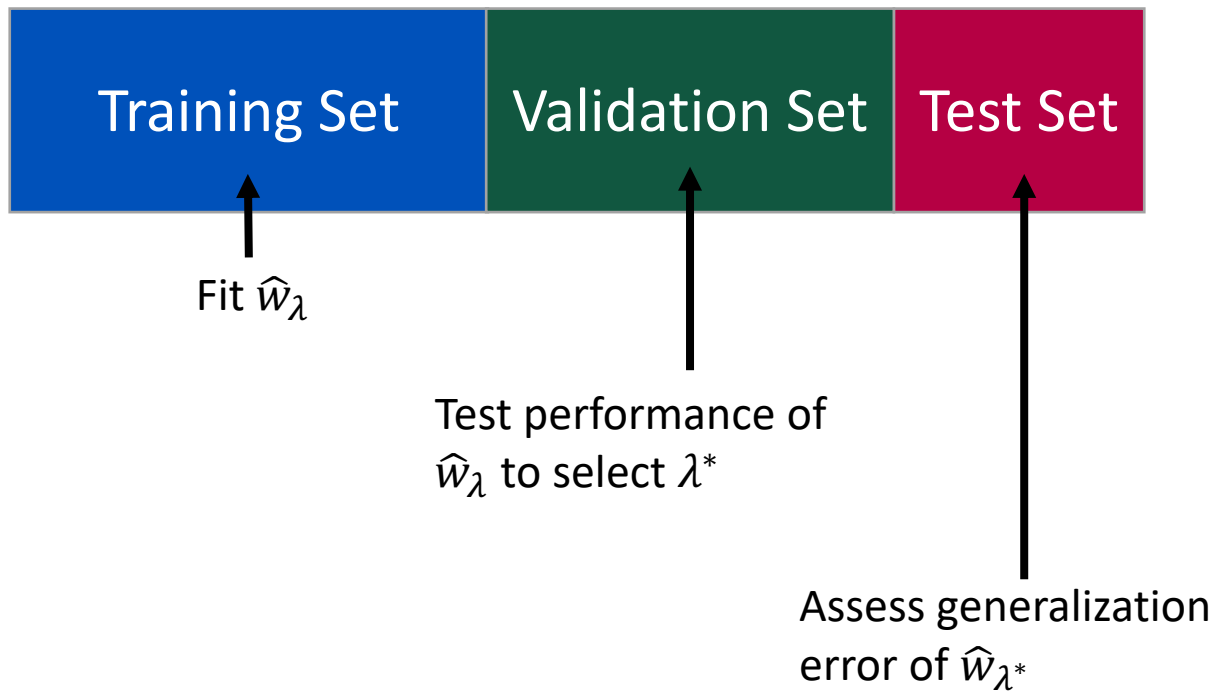 Training Set
Validation Set
Test Set
Fit ŵ_λ
Test performance of
ŵ_λ to select λ*
Assess generalization
error of ŵ_λ*